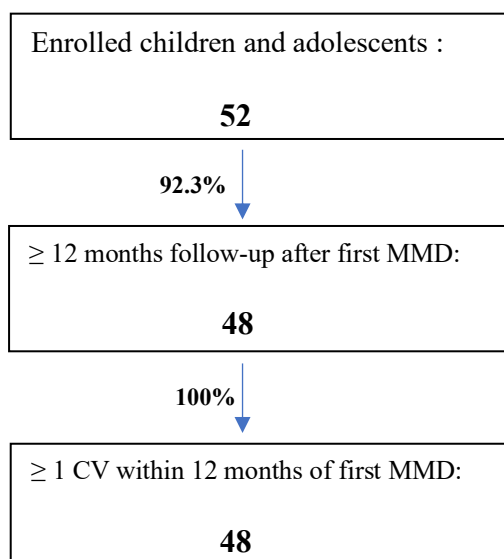 Enrolled children and adolescents :
52
92.3%
≥ 12 months follow-up after first MMD:
48
100%
≥ 1 CV within 12 months of first MMD:
48